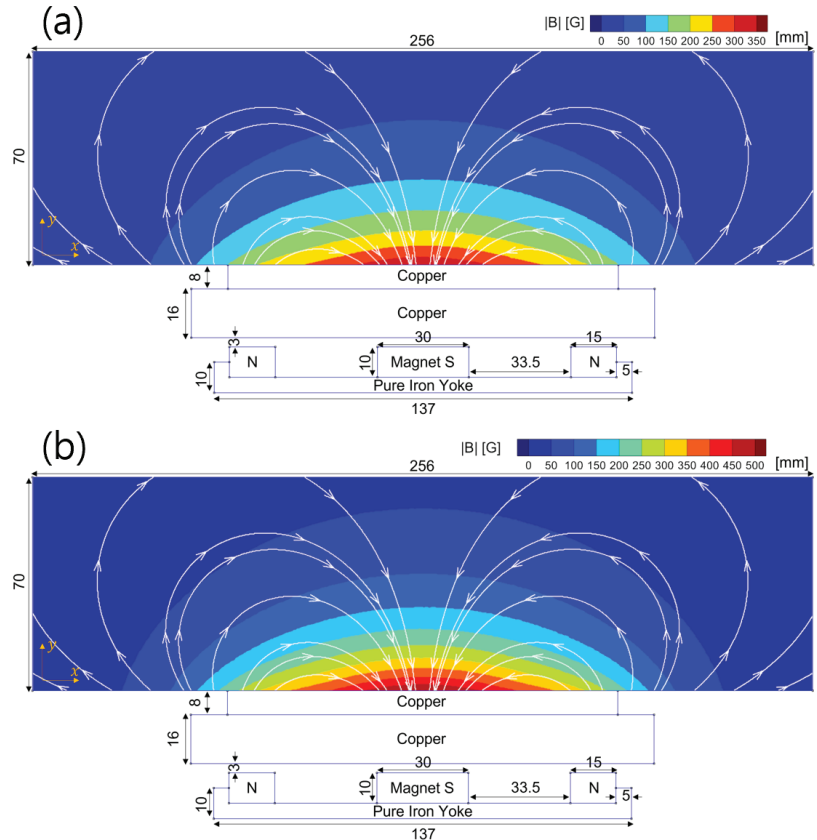 (a)
|B| [G]
0 50 100 150 200 250 300 350
[mm]
256
70
y
x
8
Copper
16
Copper
3
30
15
N
10
Magnet S
33.5
N
10
5
Pure Iron Yoke
137
(b)
|B| [G]
0 50 100 150 200 250 300 350 400 450 500
[mm]
256
70
y
x
8
Copper
16
Copper
3
30
15
N
10
Magnet S
33.5
N
10
5
Pure Iron Yoke
137